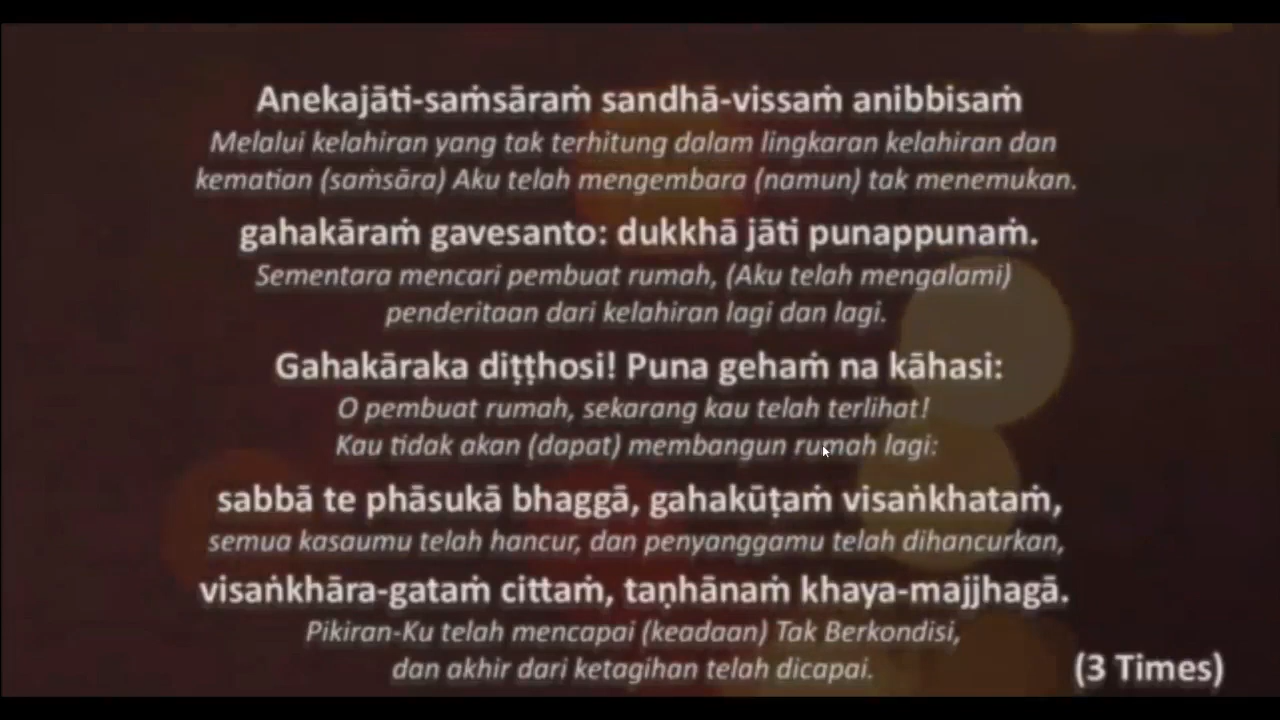 Anekajāti-saṁsāraṁ sandhā-vissaṁ anibbisaṁ
Melalui kelahiran yang tak terhitung dalam lingkaran kelahiran dan
kematian (saṁsāra) Aku telah mengembara (namun) tak menemukan.
gahakāraṁ gavesanto: dukkhā jāti punappunaṁ.
Sementara mencari pembuat rumah, (Aku telah mengalami)
penderitaan dari kelahiran lagi dan lagi.
Gahakāraka diṭṭhosi! Puna gehaṁ na kāhasi:
O pembuat rumah, sekarang kau telah terlihat!
Kau tidak akan (dapat) membangun rumah lagi:
sabbā te phāsukā bhaggā, gahakūṭaṁ visaṅkhataṁ,
semua kasaumu telah hancur, dan penyanggamu telah dihancurkan,
visaṅkhāra-gataṁ cittaṁ, taṇhānaṁ khaya-majjhagā.
Pikiran-Ku telah mencapai (keadaan) Tak Berkondisi,
dan akhir dari ketagihan telah dicapai.
(3 Times)